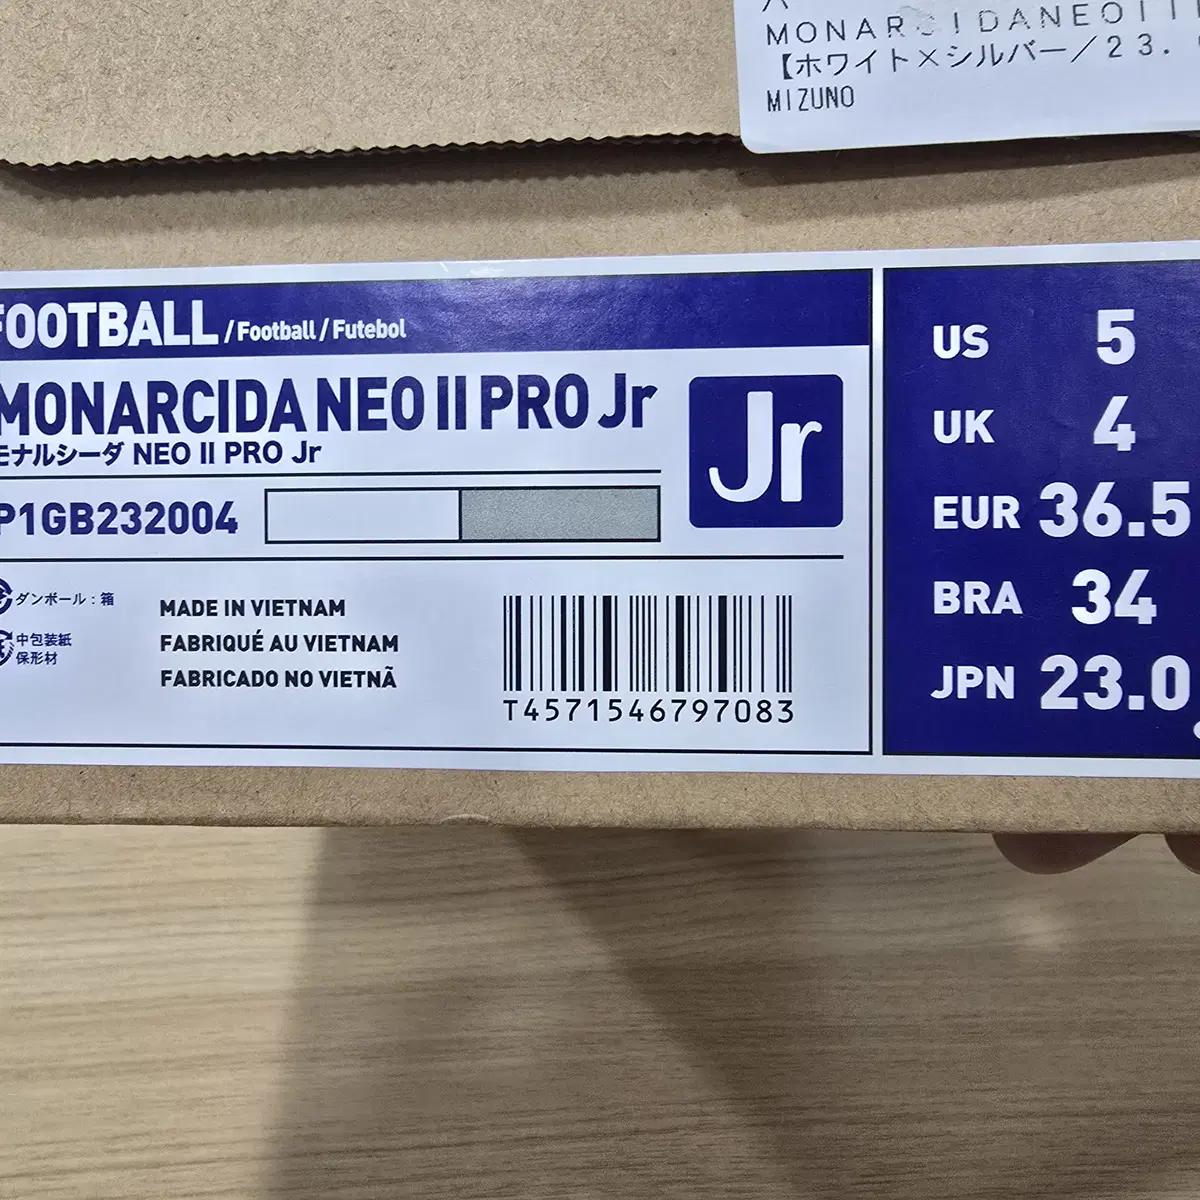 MONARCIDANEOII
【ホワイト×シルバー／23.
MIZUNO
FOOTBALL /Football/Futebol
MONARCIDA NEO II PRO Jr
モナルシーダ NEO II PRO Jr
P1GB232004
Jr
ダンボール：箱
中包装紙
保形材
MADE IN VIETNAM
FABRIQUÉ AU VIETNAM
FABRICADO NO VIETNÃ
T4571546797083
US 5
UK 4
EUR 36.5
BRA 34
JPN 23.0